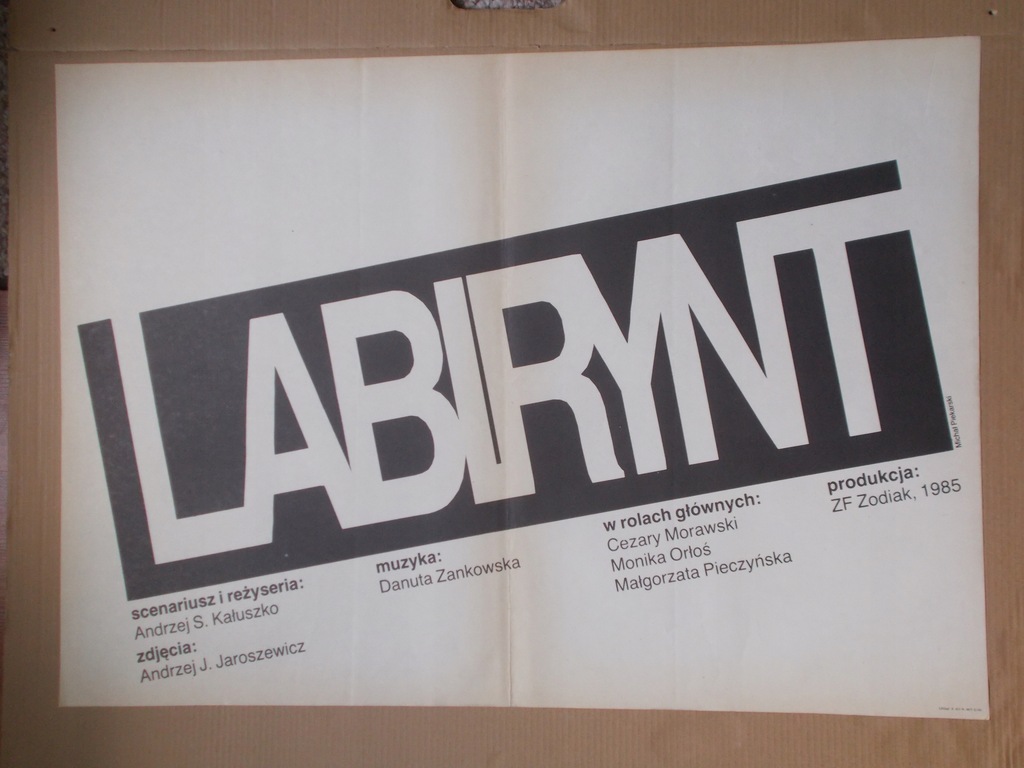 LABIRYNT
Michał Piekarski
scenariusz i reżyseria:
Andrzej S. Kałuszko
zdjęcia:
Andrzej J. Jaroszewicz
muzyka:
Danuta Zankowska
w rolach głównych:
Cezary Morawski
Monika Orłoś
Małgorzata Pieczyńska
produkcja:
ZF Zodiak, 1985